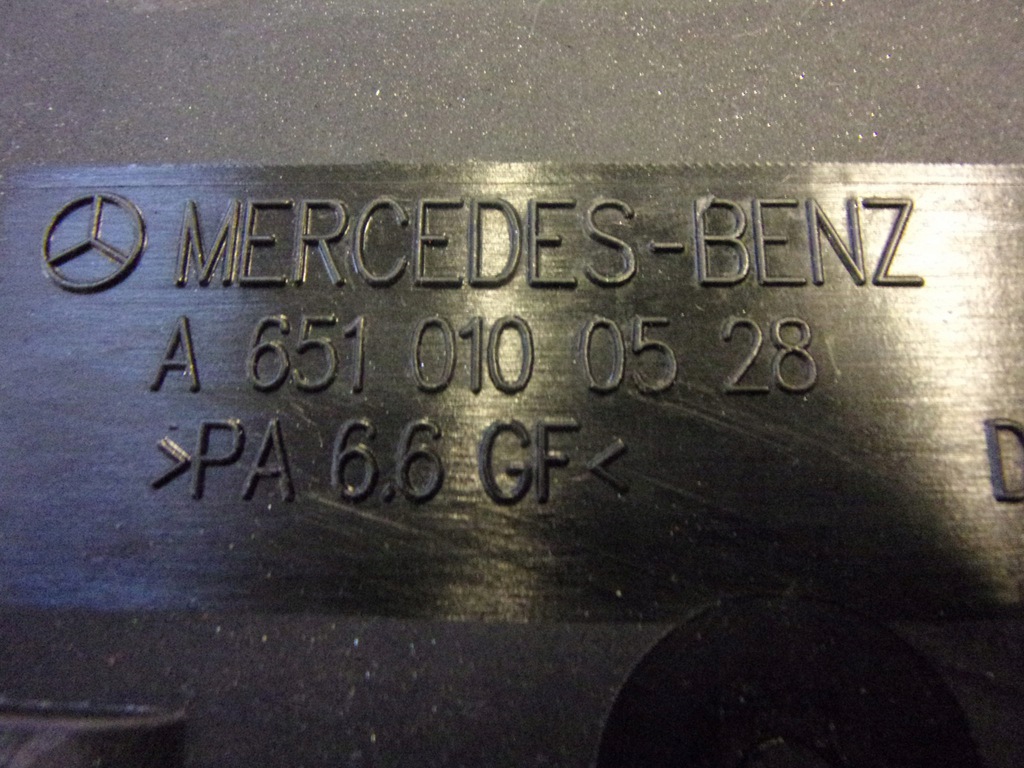 MERCEDES-BENZ
A 651 010 05 28
>PA 6.6 GF<